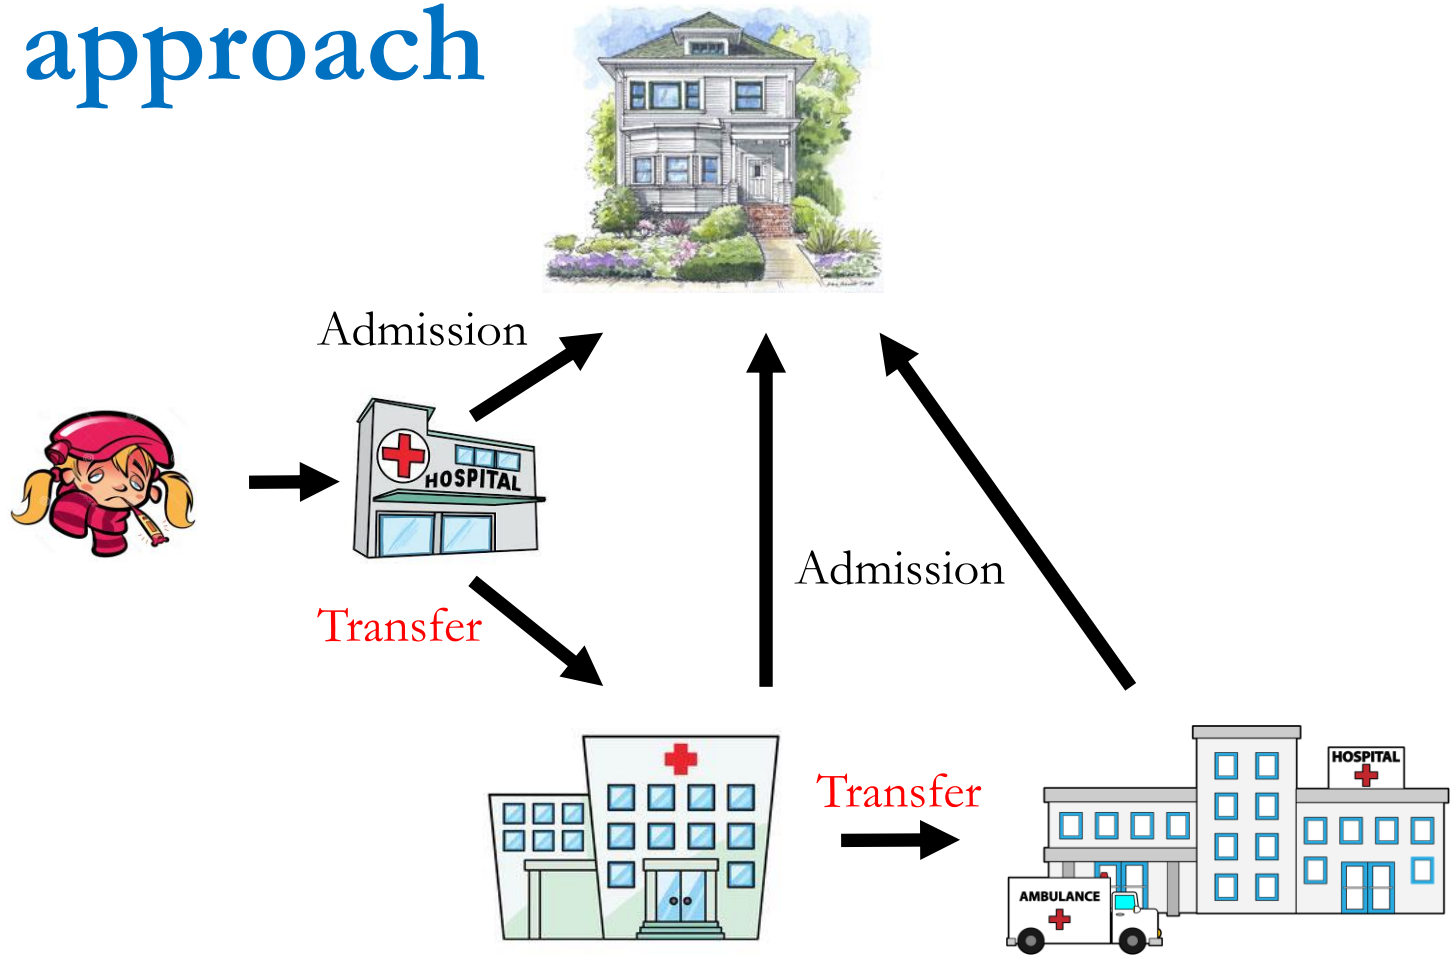 approach
Admission
HOSPITAL
Admission
Transfer
Transfer
HOSPITAL
AMBULANCE